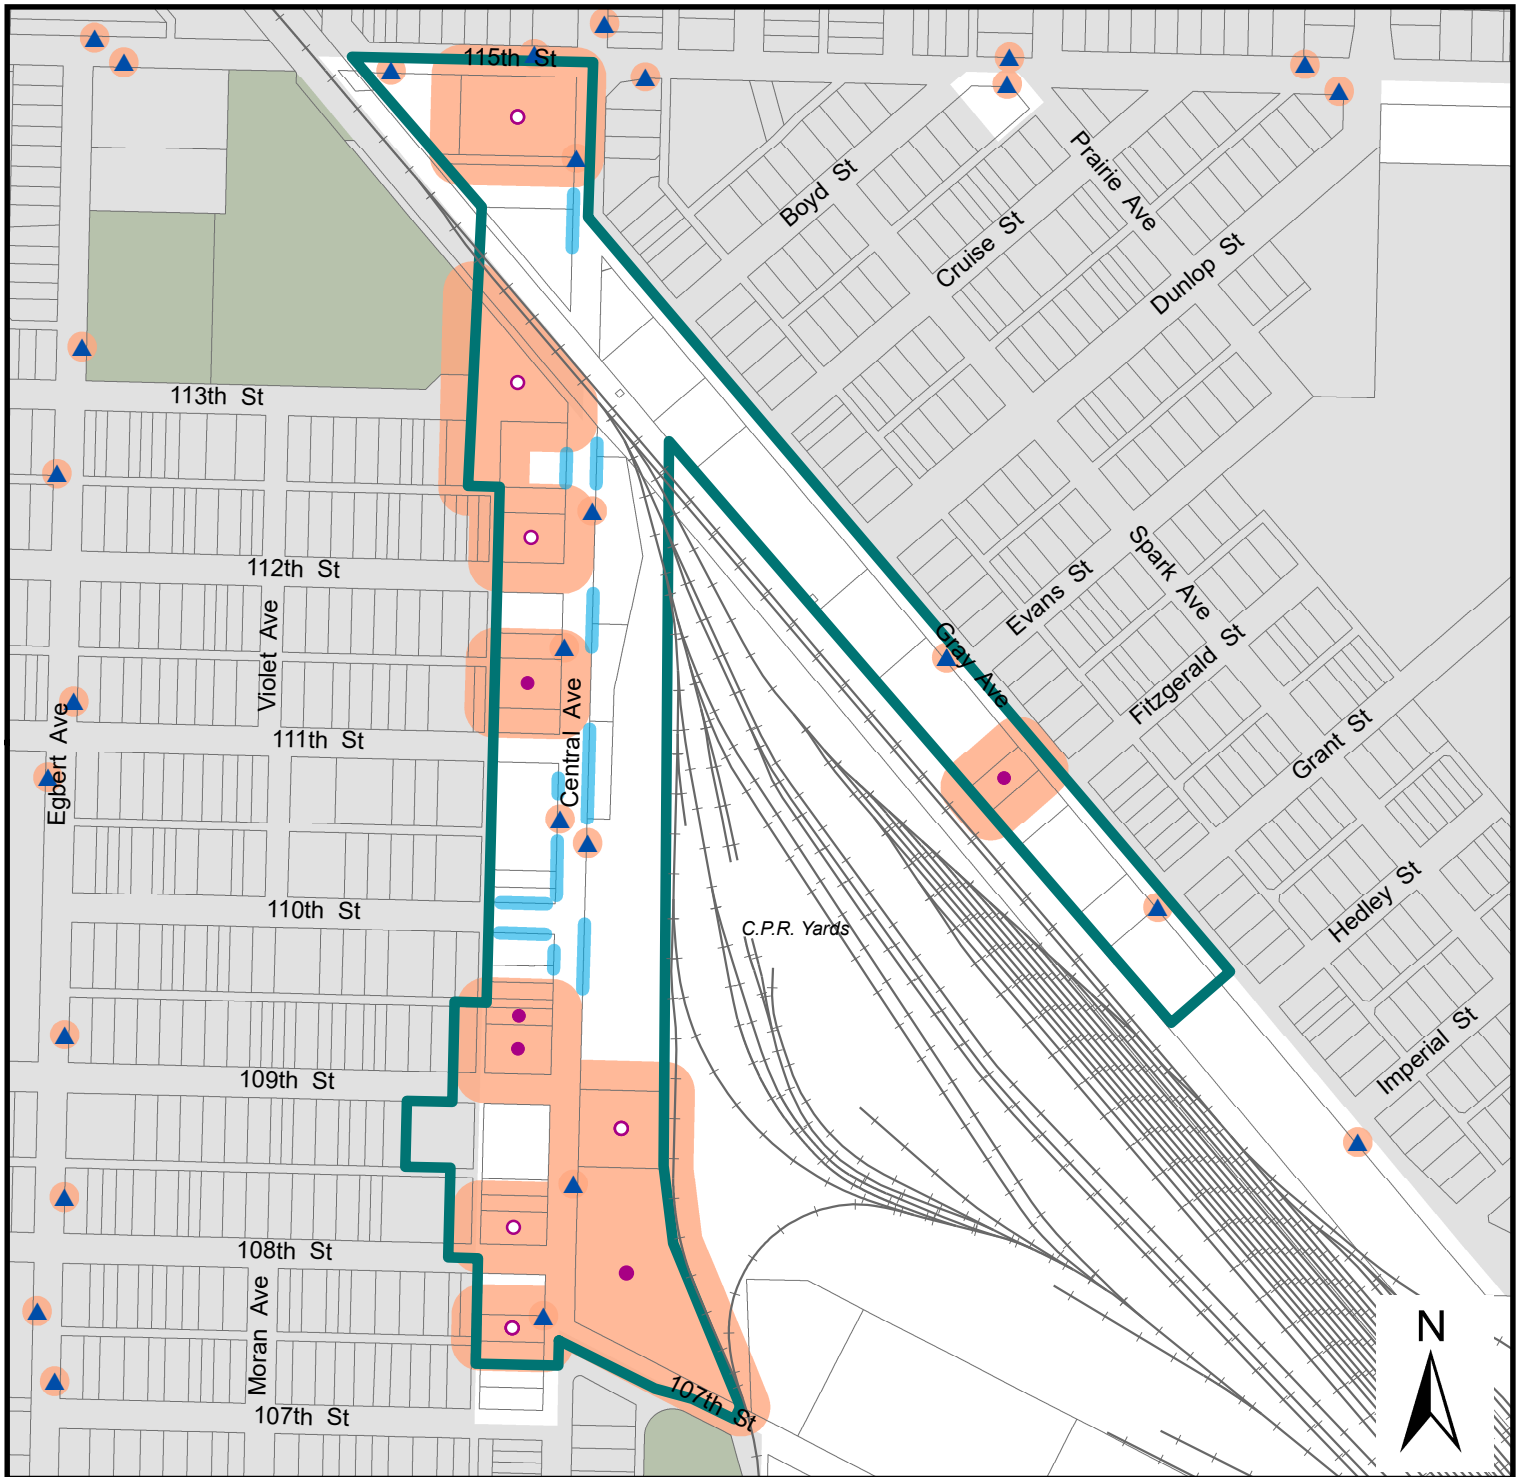 115th St
Boyd St
Prairie Ave
Cruise St
Dunlop St
113th St
112th St
Violet Ave
Evans St
Spark Ave
Gray Ave
Fitzgerald St
Egbert Ave
111th St
Central Ave
Grant St
110th St
C.P.R. Yards
Hedley St
109th St
Imperial St
108th St
Moran Ave
107th St
107th St
N